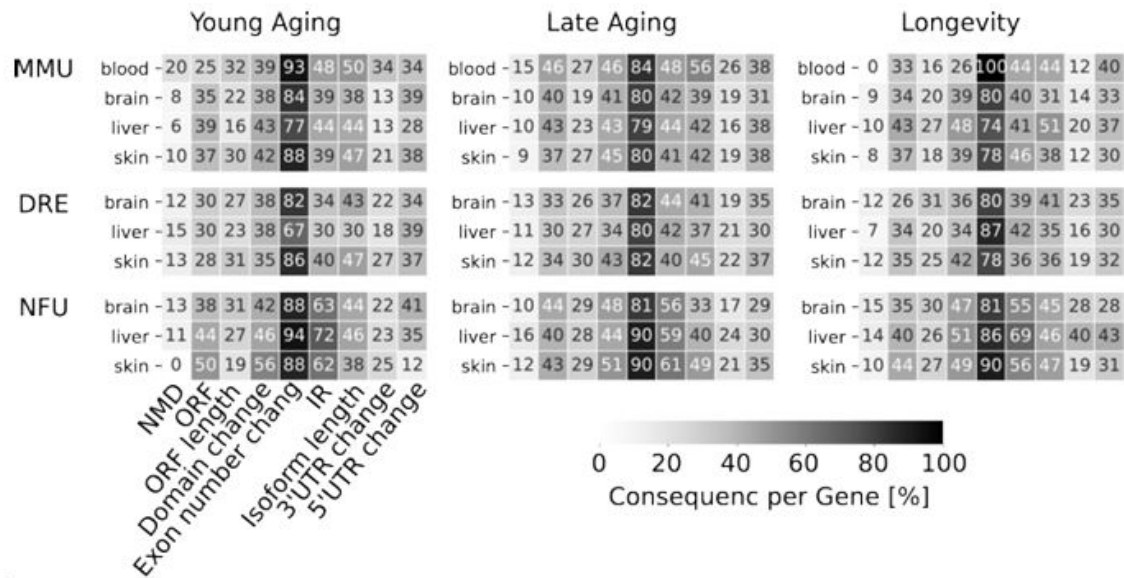 Young Aging Late Aging Longevity
MMU blood 20 25 32 39 93 48 50 34 34 blood 15 46 27 46 84 48 56 26 38 blood 0 33 16 26 100 44 44 12 40
brain 8 35 22 38 84 39 38 13 39 brain 10 40 19 41 80 42 39 19 31 brain 9 34 20 39 80 40 31 14 33
liver 6 39 16 43 77 44 44 13 28 liver 10 43 23 43 79 44 42 16 38 liver 10 43 27 48 74 41 51 20 37
skin 10 37 30 42 88 39 47 21 38 skin 9 37 27 45 80 41 42 19 38 skin 8 37 18 39 78 46 38 12 30
DRE brain 12 30 27 38 82 34 43 22 34 brain 13 33 26 37 82 44 41 19 35 brain 12 26 31 36 80 39 41 23 35
liver 15 30 23 38 67 30 30 18 39 liver 11 30 27 34 80 42 37 21 30 liver 7 34 20 34 87 42 35 16 30
skin 13 28 31 35 86 40 47 27 37 skin 12 34 30 43 82 40 45 22 37 skin 12 35 25 42 78 36 36 19 32
NFU brain 13 38 31 42 88 63 44 22 41 brain 10 44 29 48 81 56 33 17 29 brain 15 35 30 47 81 55 45 28 28
liver 11 44 27 46 94 72 46 23 35 liver 16 40 28 44 90 59 40 24 30 liver 14 40 26 51 86 69 46 40 43
skin 0 50 19 56 88 62 38 25 12 skin 12 43 29 51 90 61 49 21 35 skin 10 44 27 49 90 56 47 19 31
NMD
ORF
ORF length
Domain change
Exon number chang
IR
Isoform length
3'UTR change
5'UTR change
0 20 40 60 80 100
Consequenc per Gene [%]